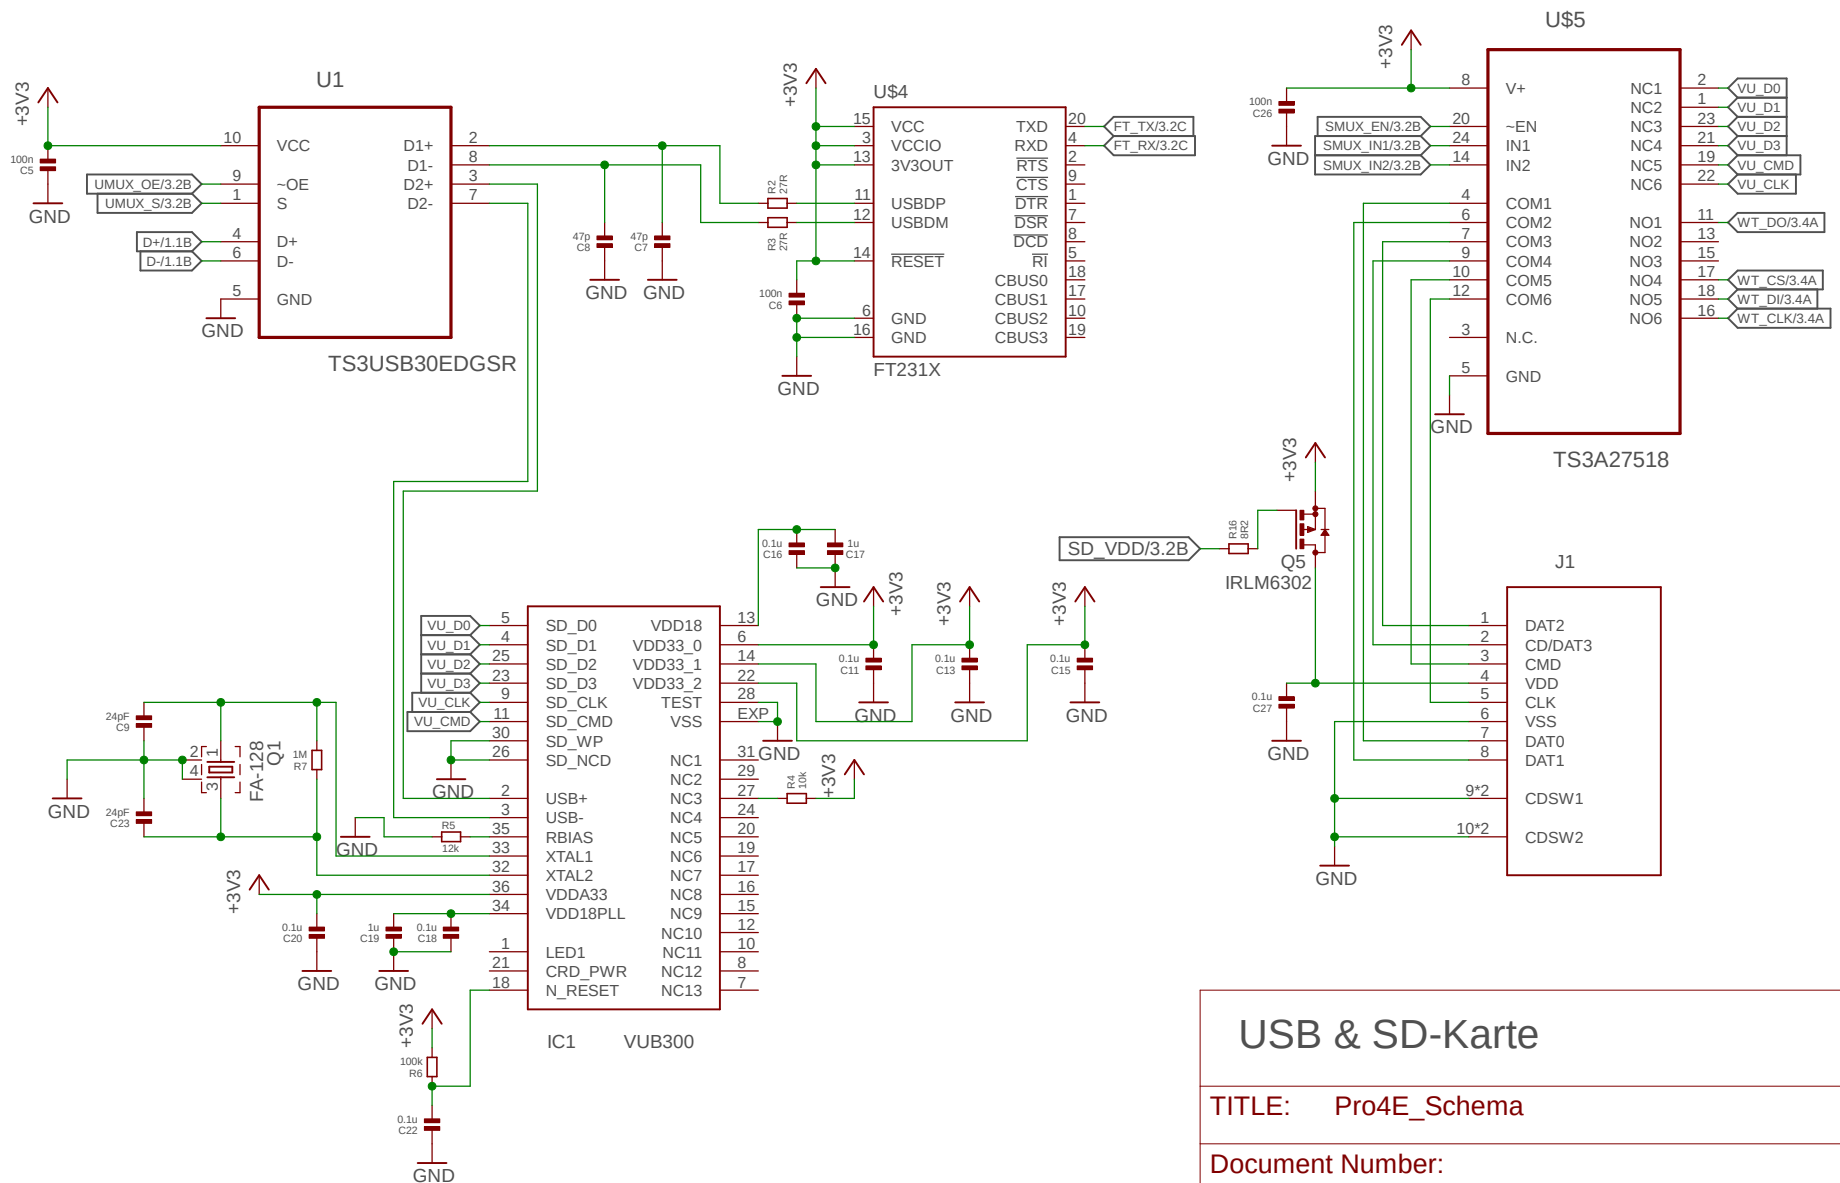 U1
+3V3
100n
C5
GND
10 VCC
9 ~OE
1 S
4 D+
6 D-
5 GND
GND
UMUX_OE/3.2B
UMUX_S/3.2B
D+/1.1B
D-/1.1B
D1+ 2
D1- 8
D2+ 3
D2- 7
TS3USB30EDGSR
47p
C8
GND
47p
C7
GND
R2
27R
R3
27R
+3V3
100n
C6
GND
U$4
15 VCC
3 VCCIO
13 3V3OUT
11 USBDP
12 USBDM
14 RESET
6 GND
16 GND
TXD 20
RXD 4
RTS 2
CTS 9
DTR 1
DSR 7
DCD 8
RI 5
CBUS0 18
CBUS1 17
CBUS2 10
CBUS3 19
FT231X
FT_TX/3.2C
FT_RX/3.2C
U$5
+3V3
100n
C26
GND
SMUX_EN/3.2B
SMUX_IN1/3.2B
SMUX_IN2/3.2B
8 V+
20 ~EN
24 IN1
14 IN2
4 COM1
6 COM2
7 COM3
9 COM4
10 COM5
12 COM6
3 N.C.
5 GND
GND
NC1 2 VU_D0
NC2 1 VU_D1
NC3 23 VU_D2
NC4 21 VU_D3
NC5 19 VU_CMD
NC6 22 VU_CLK
NO1 11 WT_DO/3.4A
NO2 13
NO3 15
NO4 17 WT_CS/3.4A
NO5 18 WT_DI/3.4A
NO6 16 WT_CLK/3.4A
TS3A27518
+3V3
SD_VDD/3.2B
R16
8R2
Q5
IRLM6302
0.1u
C27
GND
J1
1 DAT2
2 CD/DAT3
3 CMD
4 VDD
5 CLK
6 VSS
7 DAT0
8 DAT1
9*2 CDSW1
10*2 CDSW2
GND
0.1u
C16
1u
C17
GND
+3V3
0.1u
C11
GND
+3V3
0.1u
C13
GND
+3V3
0.1u
C15
GND
VU_D0 5 SD_D0
VU_D1 4 SD_D1
VU_D2 25 SD_D2
VU_D3 23 SD_D3
VU_CLK 9 SD_CLK
VU_CMD 11 SD_CMD
30 SD_WP
26 SD_NCD
GND
2 USB+
3 USB-
35 RBIAS
33 XTAL1
32 XTAL2
36 VDDA33
34 VDD18PLL
1 LED1
21 CRD_PWR
18 N_RESET
VDD18 13
VDD33_0 6
VDD33_1 14
VDD33_2 22
TEST 28
VSS EXP
GND
NC1 31
NC2 29
NC3 27
NC4 24
NC5 20
NC6 19
NC7 17
NC8 16
NC9 15
NC10 12
NC11 10
NC12 8
NC13 7
R4
10k
+3V3
IC1 VUB300
24pF
C9
24pF
C23
GND
2
4
1
3
FA-128
Q1
1M
R7
GND
R5
12k
+3V3
0.1u
C20
GND
1u
C19
0.1u
C18
GND
+3V3
100k
R6
0.1u
C22
GND
USB & SD-Karte
TITLE: Pro4E_Schema
Document Number: